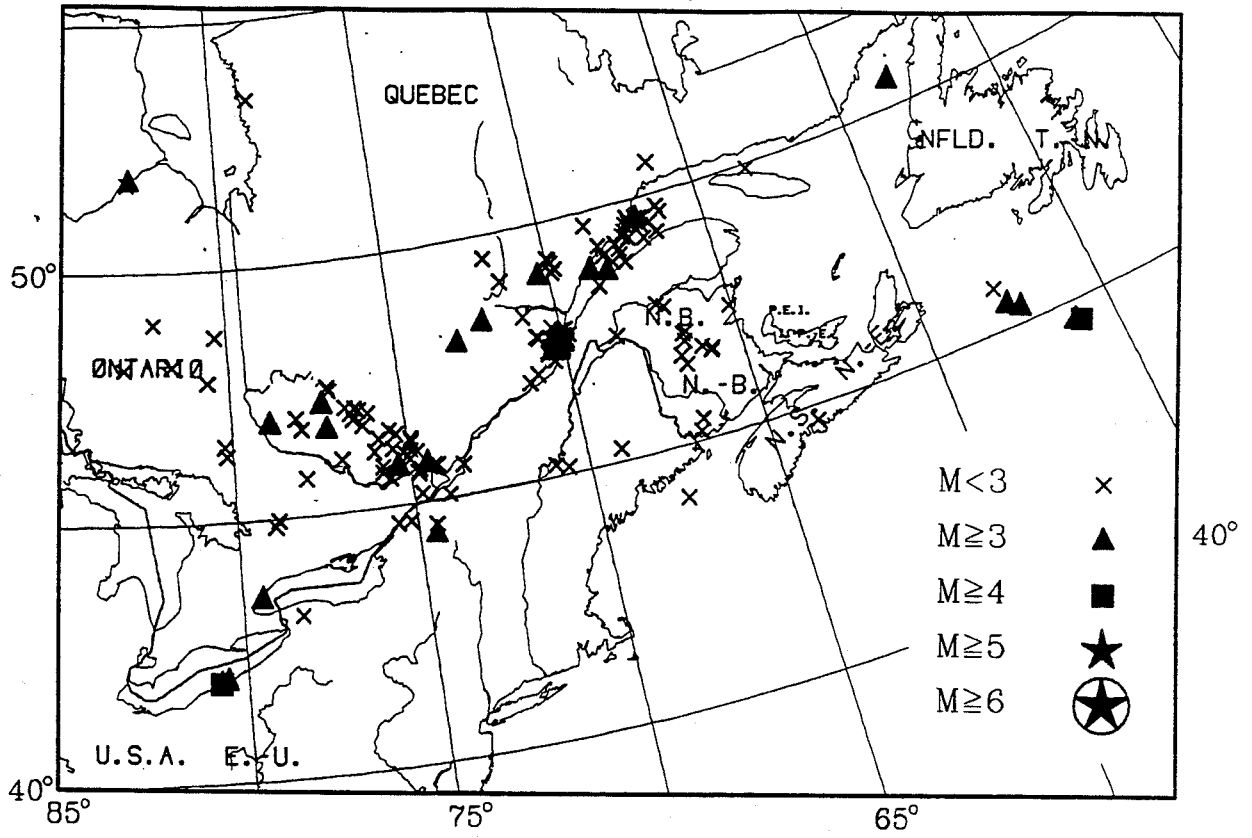 QUEBEC
NFLD. T.-N.
50°
N.B.
P.E.I.
ONTARIO
N.-B.
N.-E.
N.S.
M<3
M≧3
40°
M≧4
M≧5
M≧6
U.S.A. E.-U.
40°
85°
75°
65°